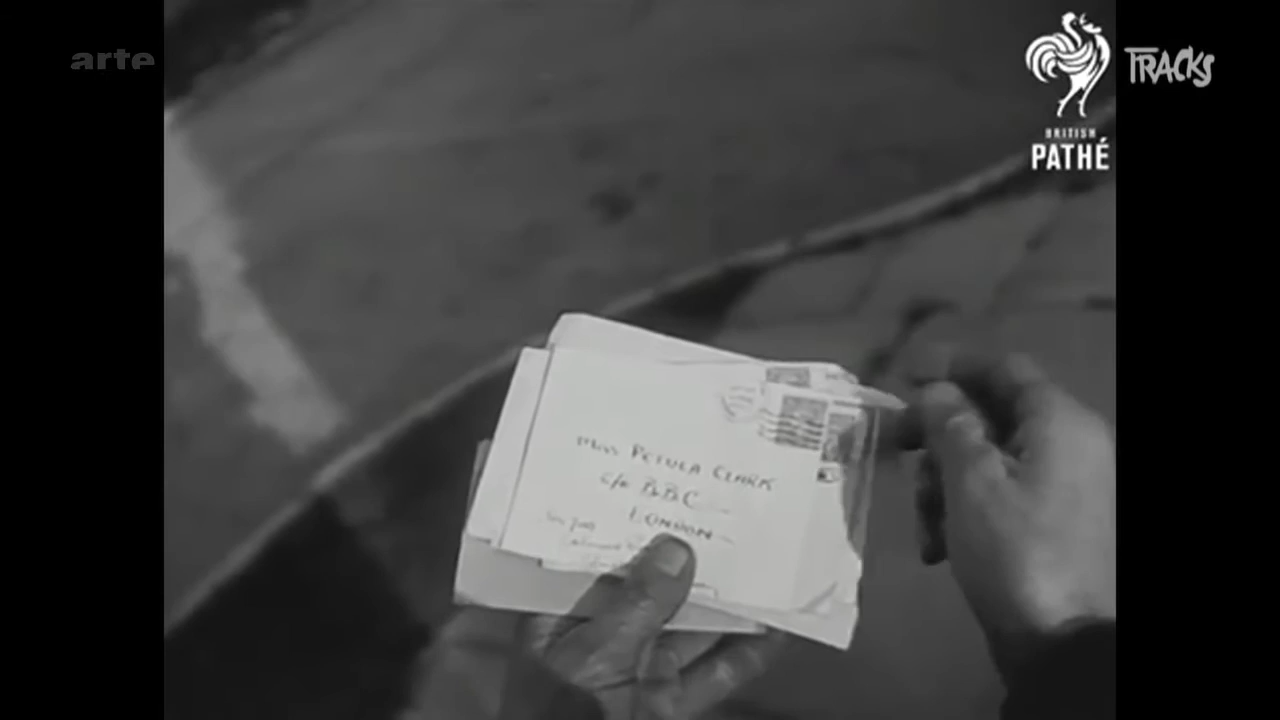 arte
TRACKS
BRITISH
PATHÉ
Miss PETULA CLARK
c/o B.B.C
LONDON